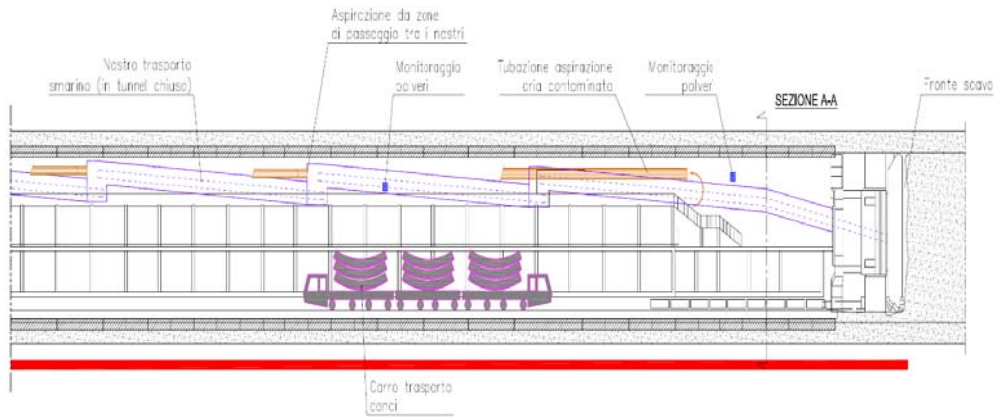 Aspirazione da zone
di passaggio tra i nastri
Nastro trasporto
smarino (in tunnel chiuso)
Monitoraggio
polveri
Tubazione aspirazione
aria contaminata
Monitoraggio
polveri
SEZIONE A-A
Fronte scavo
Carro trasporto
conci